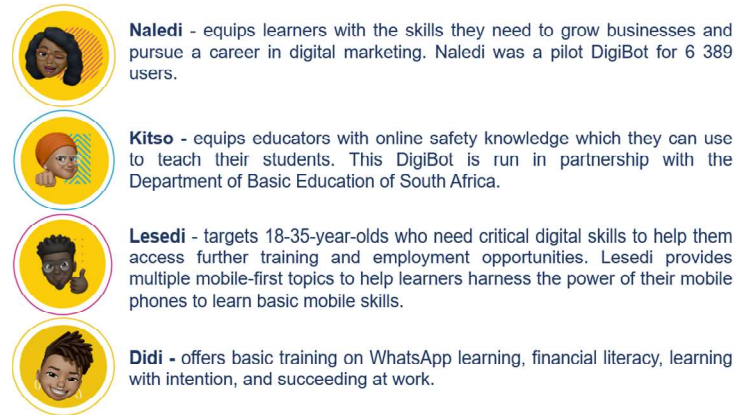 Naledi - equips learners with the skills they need to grow businesses and
pursue a career in digital marketing. Naledi was a pilot DigiBot for 6 389
users.
Kitso - equips educators with online safety knowledge which they can use
to teach their students. This DigiBot is run in partnership with the
Department of Basic Education of South Africa.
Lesedi - targets 18-35-year-olds who need critical digital skills to help them
access further training and employment opportunities. Lesedi provides
multiple mobile-first topics to help learners harness the power of their mobile
phones to learn basic mobile skills.
Didi - offers basic training on WhatsApp learning, financial literacy, learning
with intention, and succeeding at work.